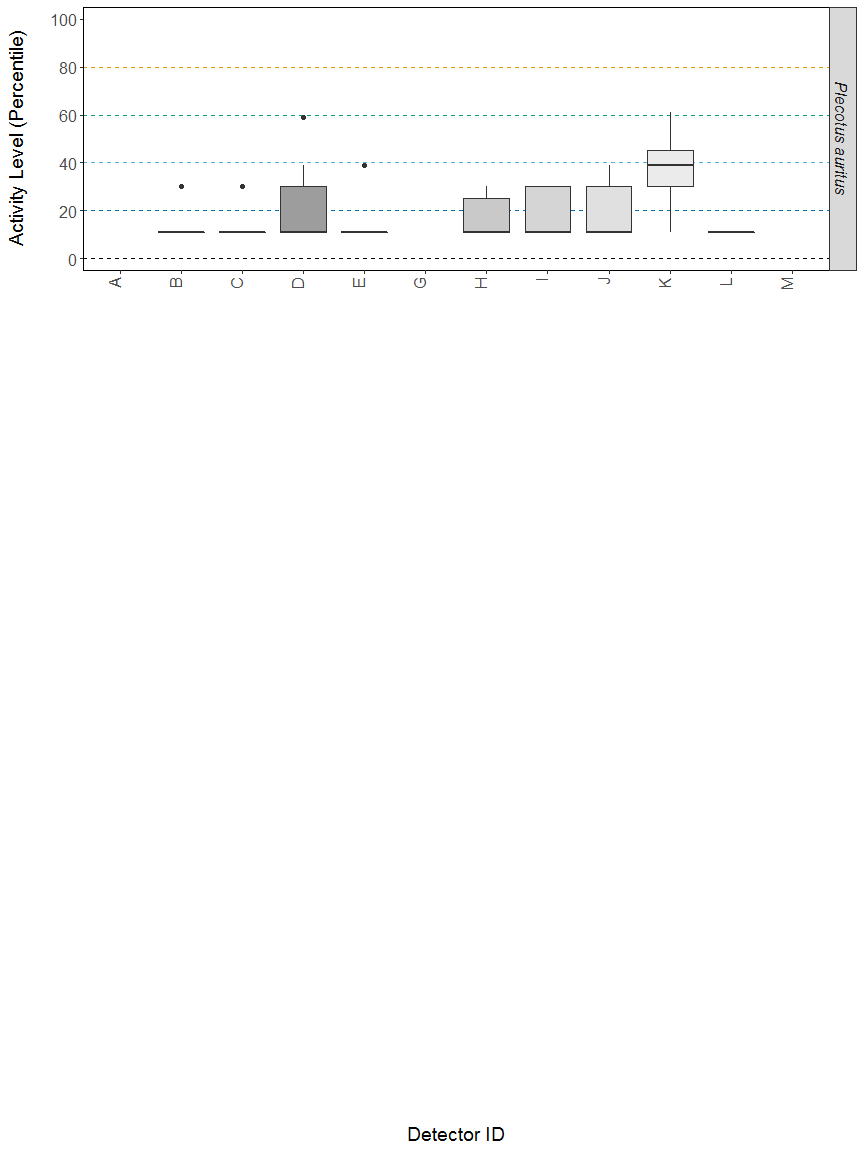 Activity Level (Percentile)
100
80
60
40
20
0
Plecotus auritus
A B C D E G H I J K L M
Detector ID